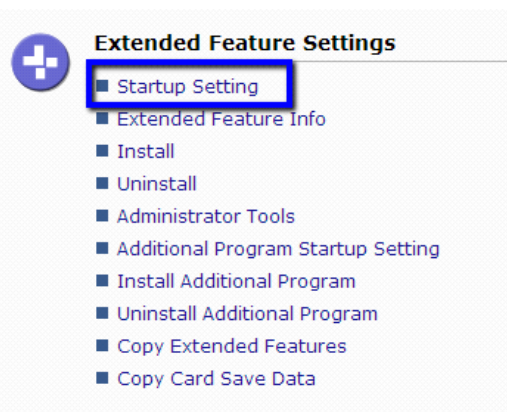 Extended Feature Settings
Startup Setting
Extended Feature Info
Install
Uninstall
Administrator Tools
Additional Program Startup Setting
Install Additional Program
Uninstall Additional Program
Copy Extended Features
Copy Card Save Data